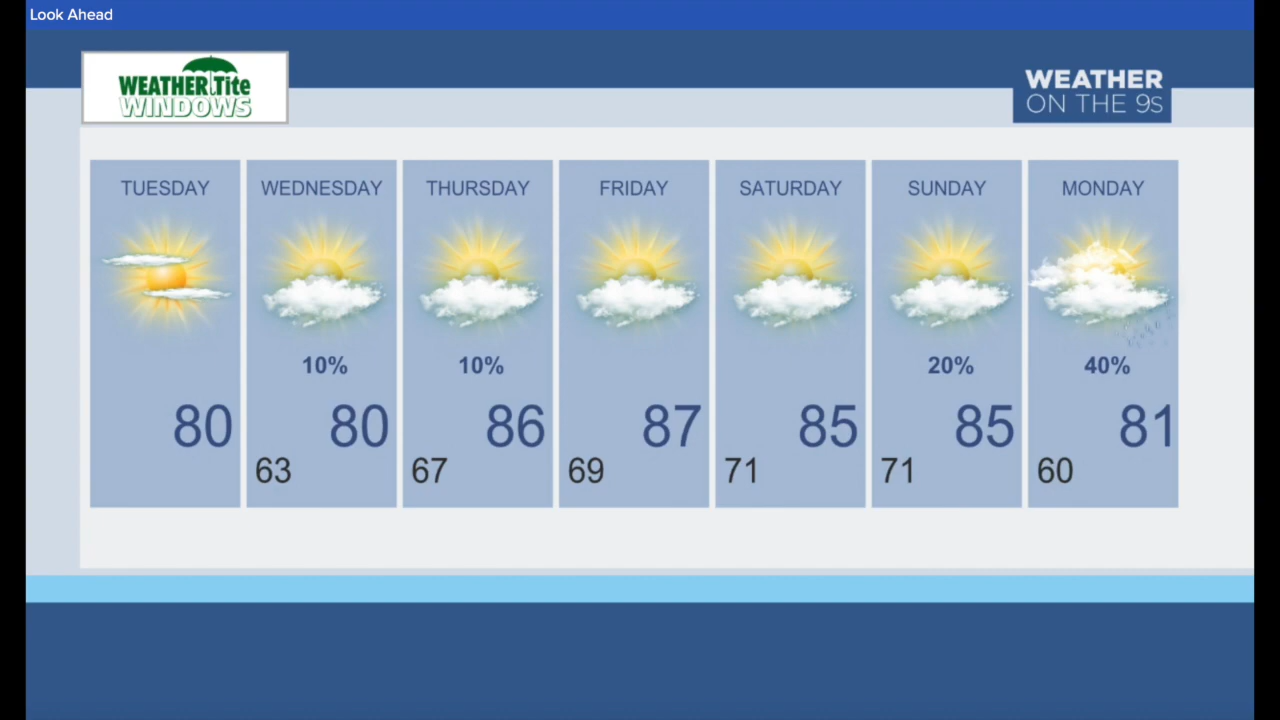 Look Ahead
WEATHER Tite
WINDOWS
WEATHER
ON THE 9s
TUESDAY WEDNESDAY THURSDAY FRIDAY SATURDAY SUNDAY MONDAY
10% 10% 20% 40%
80 80 86 87 85 85 81
63 67 69 71 71 60